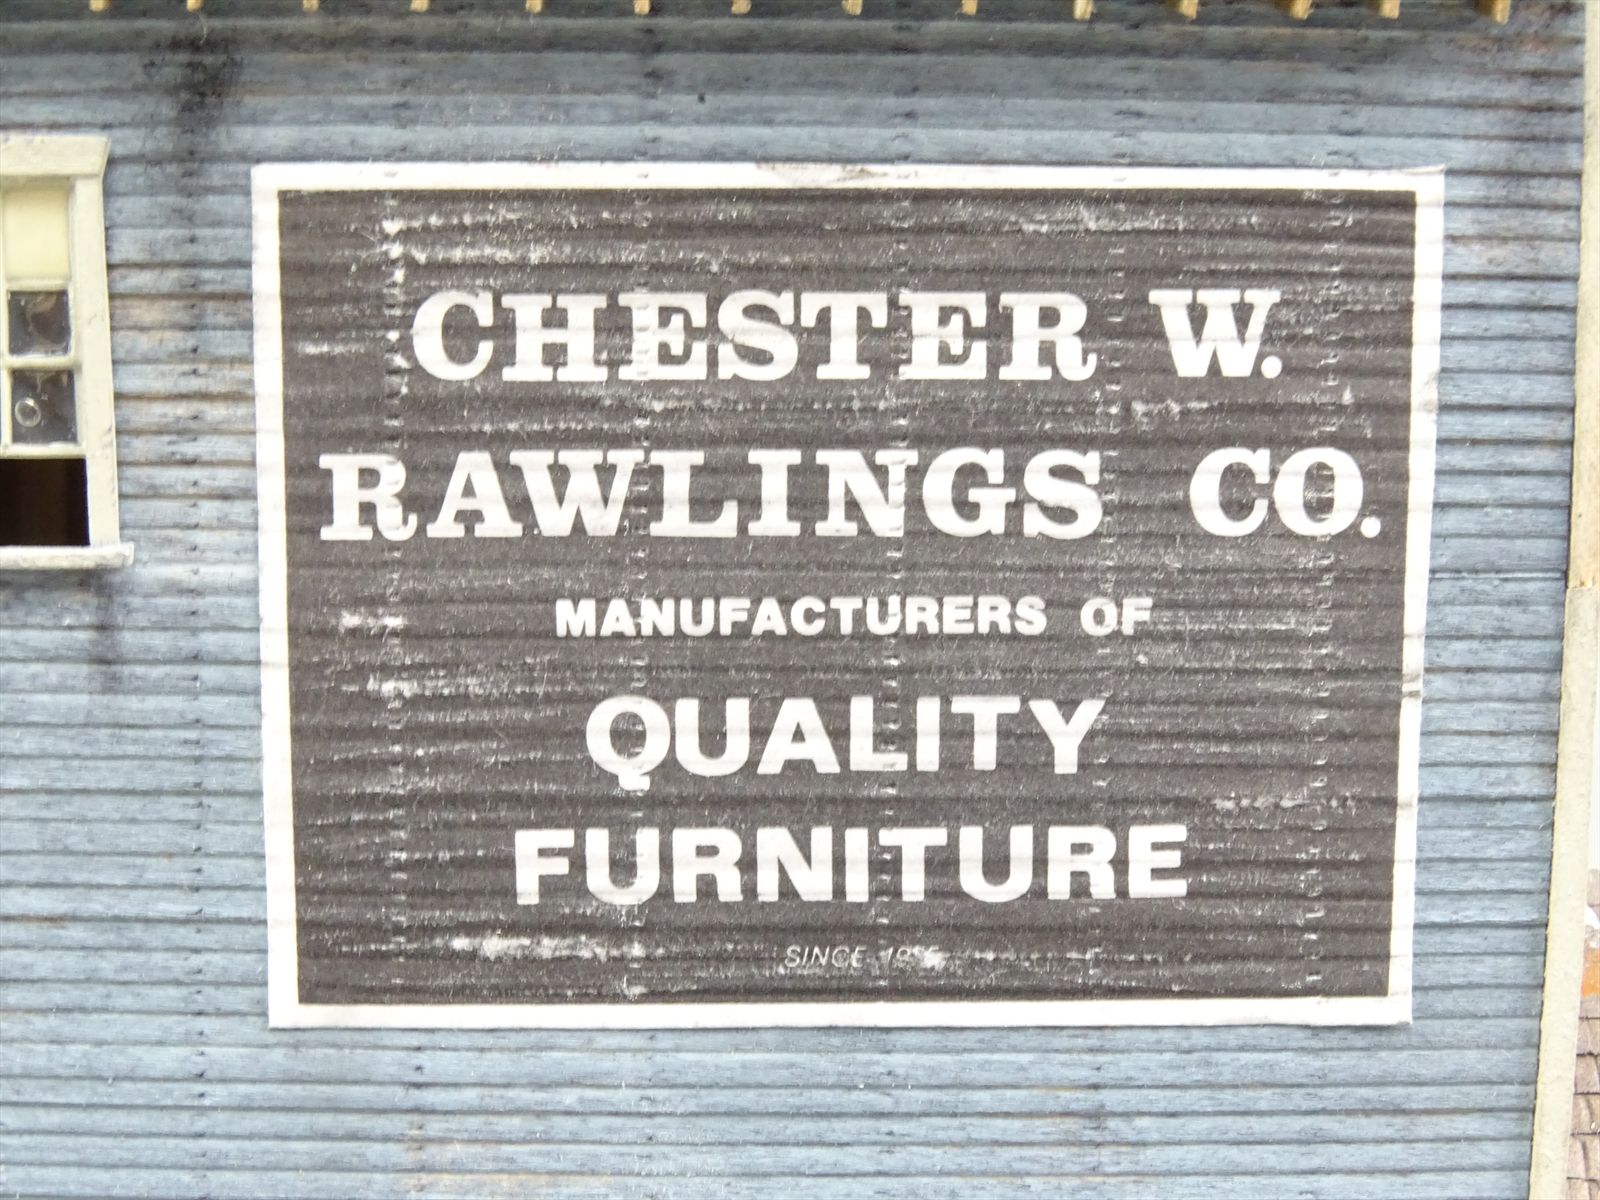 CHESTER W.
RAWLINGS CO.
MANUFACTURERS OF
QUALITY
FURNITURE
SINCE